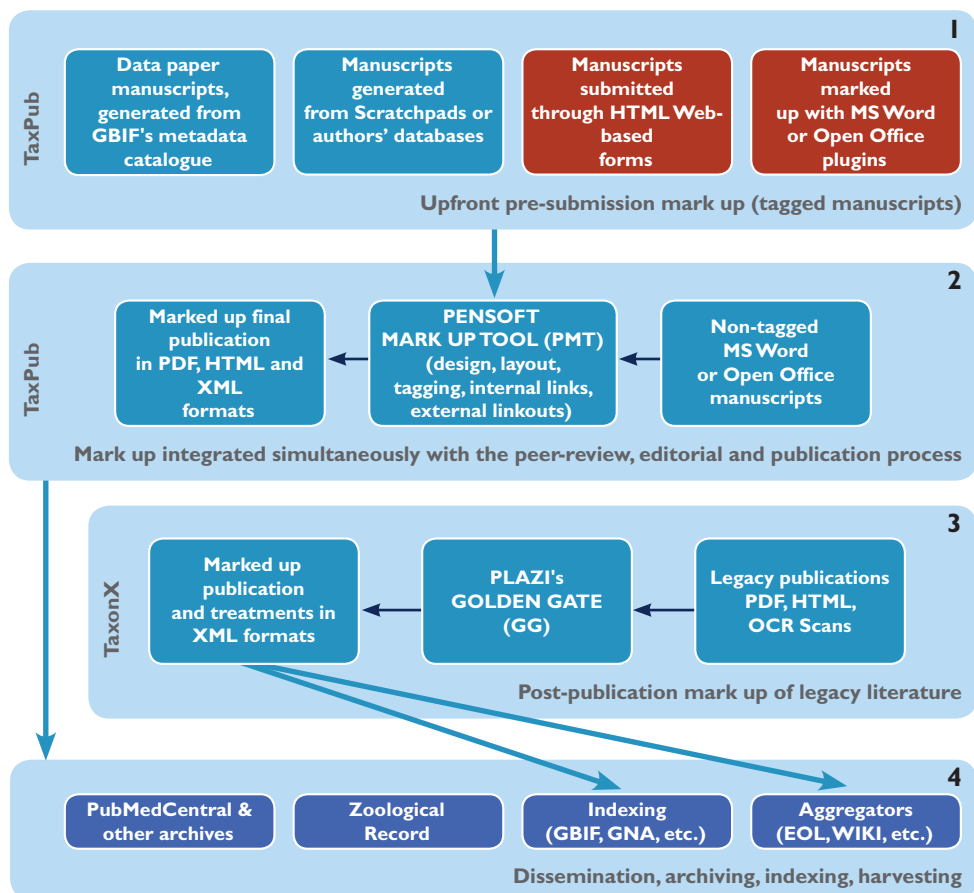 1
TaxPub
Data paper
manuscripts,
generated from
GBIF's metadata
catalogue
Manuscripts
generated
from Scratchpads or
authors’ databases
Manuscripts
submitted
through HTML Web-
based
forms
Manuscripts
marked
up with MS Word
or Open Office
plugins
Upfront pre-submission mark up (tagged manuscripts)
2
TaxPub
Marked up final
publication
in PDF, HTML and
XML
formats
PENSOFT
MARK UP TOOL (PMT)
(design, layout,
tagging, internal links,
external linkouts)
Non-tagged
MS Word
or Open Office
manuscripts
Mark up integrated simultaneously with the peer-review, editorial and publication process
3
TaxonX
Marked up
publication
and treatments in
XML formats
PLAZI's
GOLDEN GATE
(GG)
Legacy publications
PDF, HTML,
OCR Scans
Post-publication mark up of legacy literature
4
PubMedCentral &
other archives
Zoological
Record
Indexing
(GBIF, GNA, etc.)
Aggregators
(EOL, WIKI, etc.)
Dissemination, archiving, indexing, harvesting